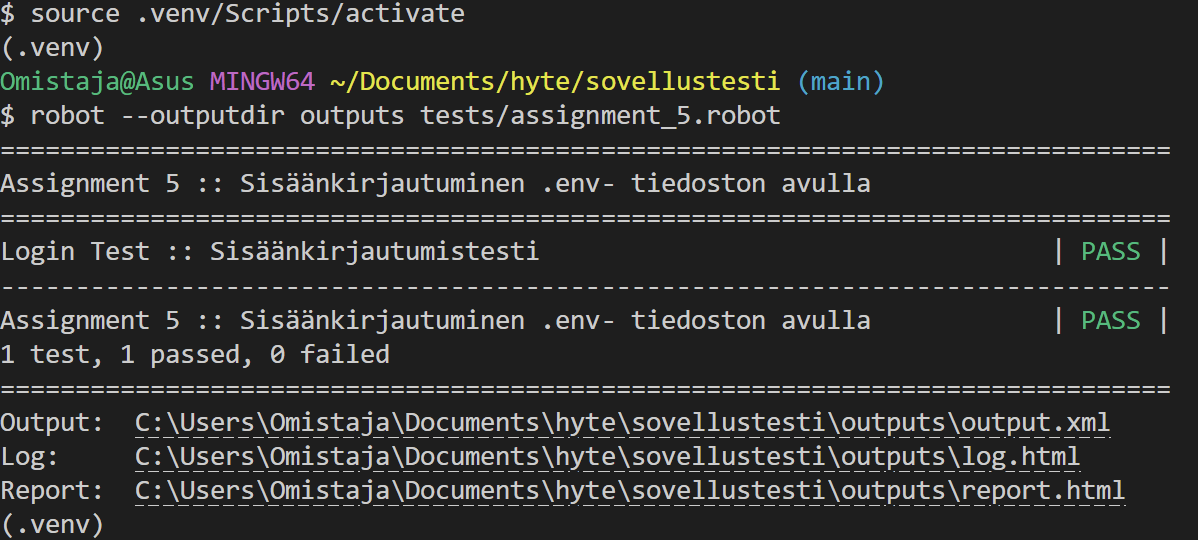 $ source .venv/Scripts/activate
(.venv)
Omistaja@Asus MINGW64 ~/Documents/hyte/sovellustesti (main)
$ robot --outputdir outputs tests/assignment_5.robot
==============================================================================
Assignment 5 :: Sisäänkirjautuminen .env- tiedoston avulla
==============================================================================
Login Test :: Sisäänkirjautumistesti                                  | PASS |
------------------------------------------------------------------------------
Assignment 5 :: Sisäänkirjautuminen .env- tiedoston avulla            | PASS |
1 test, 1 passed, 0 failed
==============================================================================
Output:  C:\Users\Omistaja\Documents\hyte\sovellustesti\outputs\output.xml
Log:     C:\Users\Omistaja\Documents\hyte\sovellustesti\outputs\log.html
Report:  C:\Users\Omistaja\Documents\hyte\sovellustesti\outputs\report.html
(.venv)